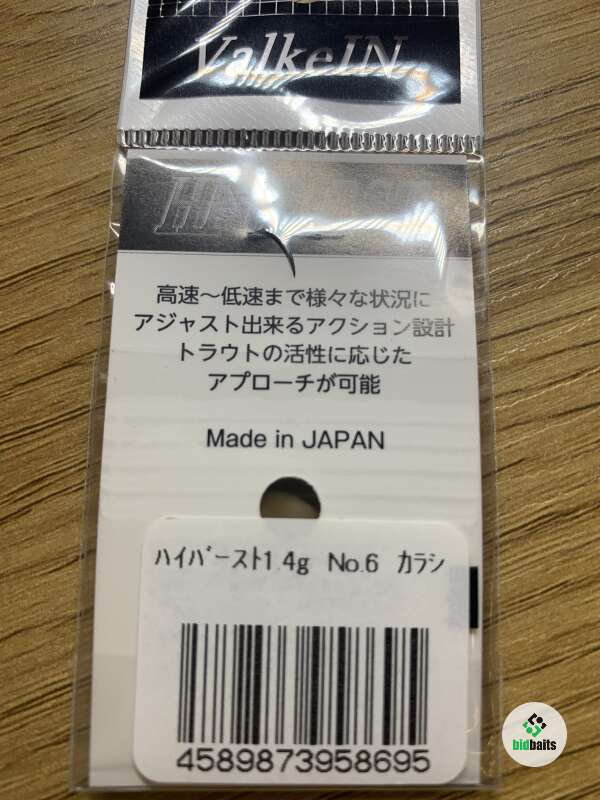 ValkeIN
高速～低速まで様々な状況に
アジャスト出来るアクション設計
トラウトの活性に応じた
アプローチが可能
Made in JAPAN
ﾊｲﾊﾞｰｽﾄ1.4g No.6 ｶﾗｼ
4589873958695
bidbaits